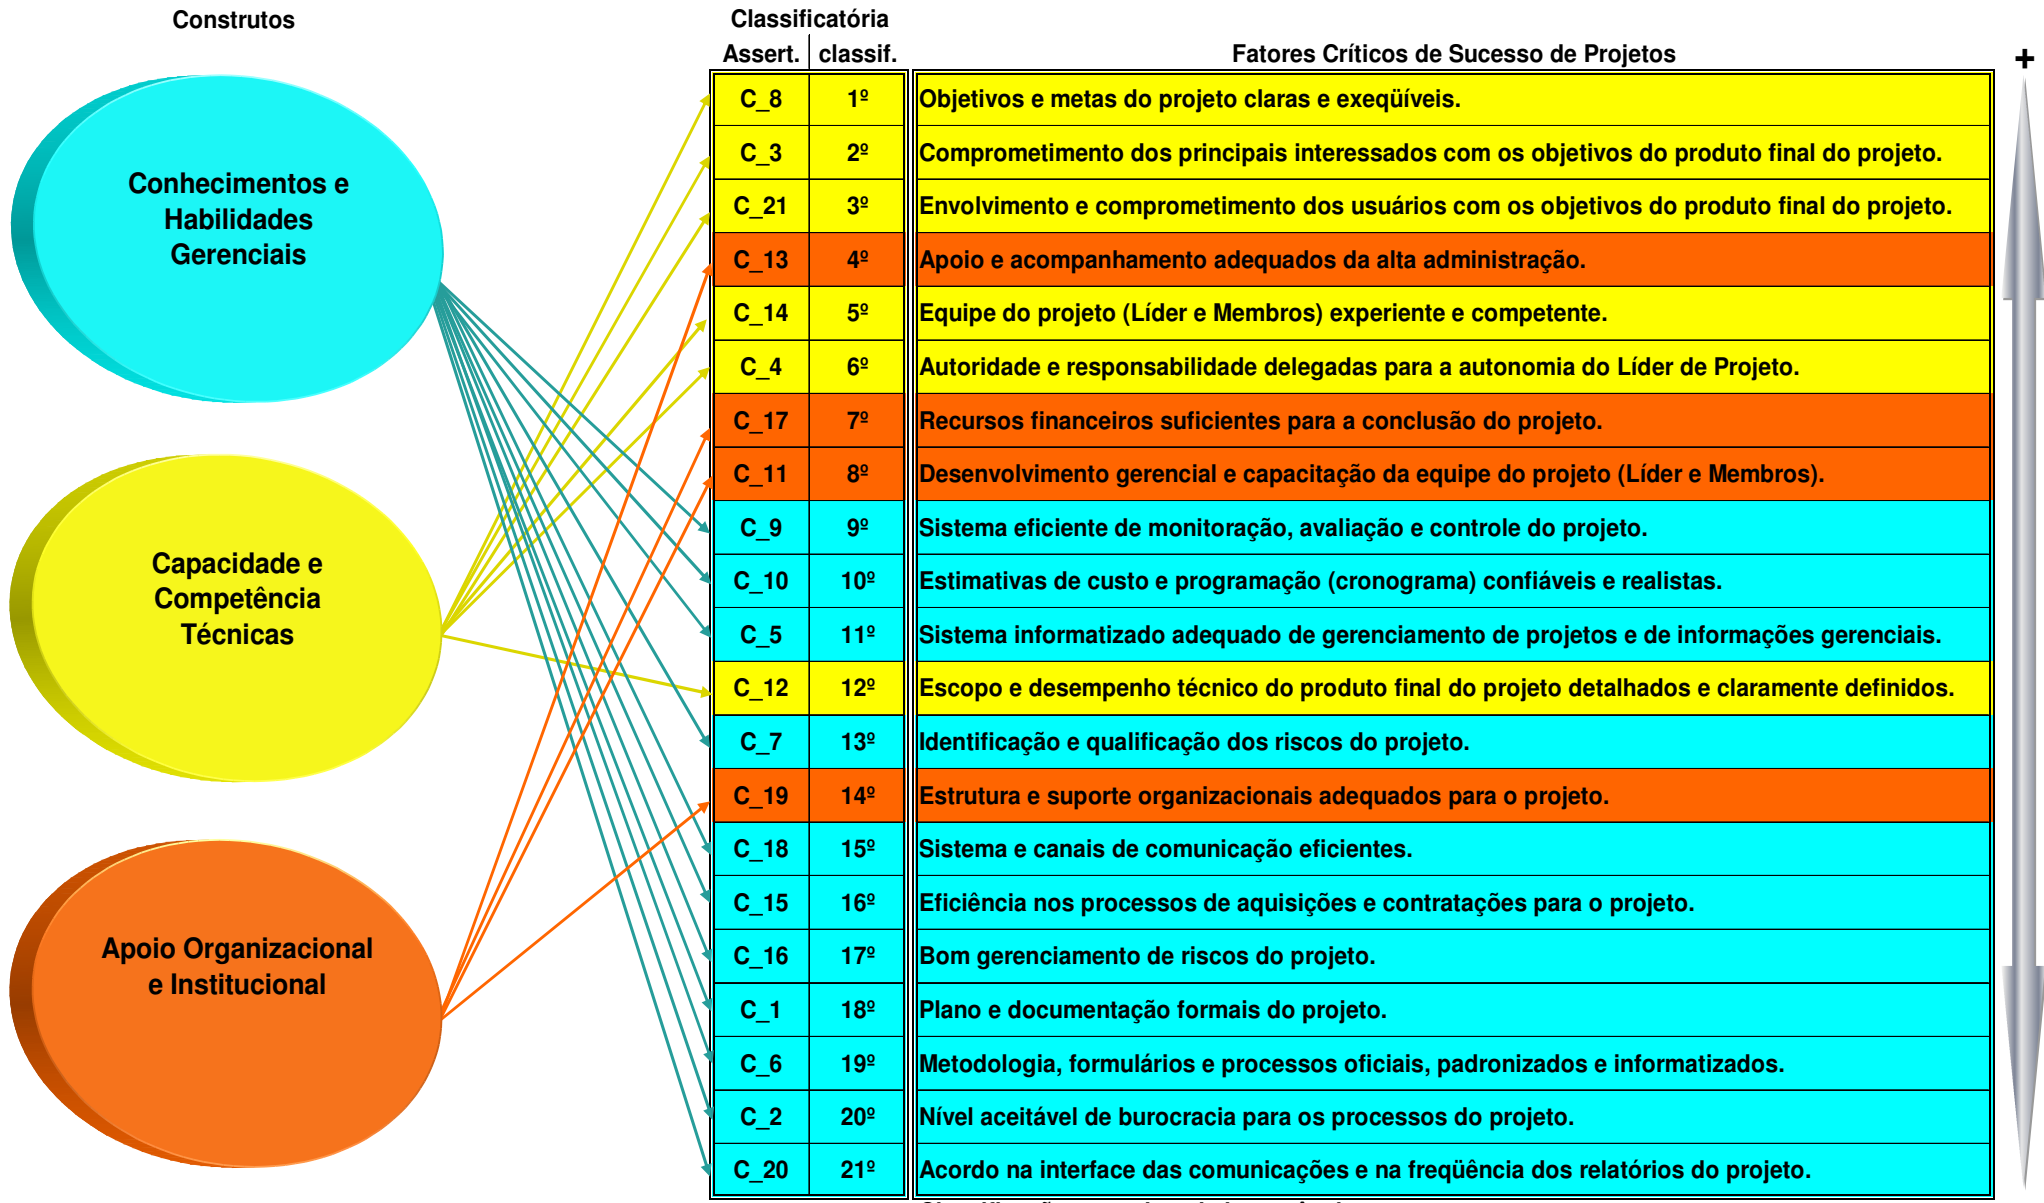 Construtos
Classificatória
Assert. classif. Fatores Críticos de Sucesso de Projetos +
Conhecimentos e
Habilidades
Gerenciais
Capacidade e
Competência
Técnicas
Apoio Organizacional
e Institucional
C_8 1º Objetivos e metas do projeto claras e exeqüíveis.
C_3 2º Comprometimento dos principais interessados com os objetivos do produto final do projeto.
C_21 3º Envolvimento e comprometimento dos usuários com os objetivos do produto final do projeto.
C_13 4º Apoio e acompanhamento adequados da alta administração.
C_14 5º Equipe do projeto (Líder e Membros) experiente e competente.
C_4 6º Autoridade e responsabilidade delegadas para a autonomia do Líder de Projeto.
C_17 7º Recursos financeiros suficientes para a conclusão do projeto.
C_11 8º Desenvolvimento gerencial e capacitação da equipe do projeto (Líder e Membros).
C_9 9º Sistema eficiente de monitoração, avaliação e controle do projeto.
C_10 10º Estimativas de custo e programação (cronograma) confiáveis e realistas.
C_5 11º Sistema informatizado adequado de gerenciamento de projetos e de informações gerenciais.
C_12 12º Escopo e desempenho técnico do produto final do projeto detalhados e claramente definidos.
C_7 13º Identificação e qualificação dos riscos do projeto.
C_19 14º Estrutura e suporte organizacionais adequados para o projeto.
C_18 15º Sistema e canais de comunicação eficientes.
C_15 16º Eficiência nos processos de aquisições e contratações para o projeto.
C_16 17º Bom gerenciamento de riscos do projeto.
C_1 18º Plano e documentação formais do projeto.
C_6 19º Metodologia, formulários e processos oficiais, padronizados e informatizados.
C_2 20º Nível aceitável de burocracia para os processos do projeto.
C_20 21º Acordo na interface das comunicações e na freqüência dos relatórios do projeto.